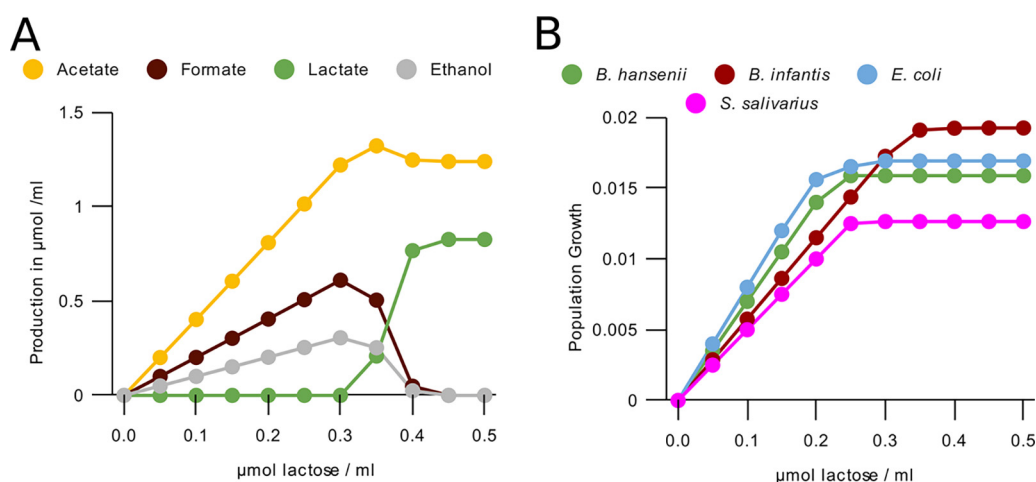 A
Acetate Formate Lactate Ethanol
1.5
1
0.5
0
Production in µmol /ml
0.0 0.1 0.2 0.3 0.4 0.5
µmol lactose / ml
B
B. hansenii B. infantis E. coli
S. salivarius
0.02
0.015
0.01
0.005
0
Population Growth
0.0 0.1 0.2 0.3 0.4 0.5
µmol lactose / ml